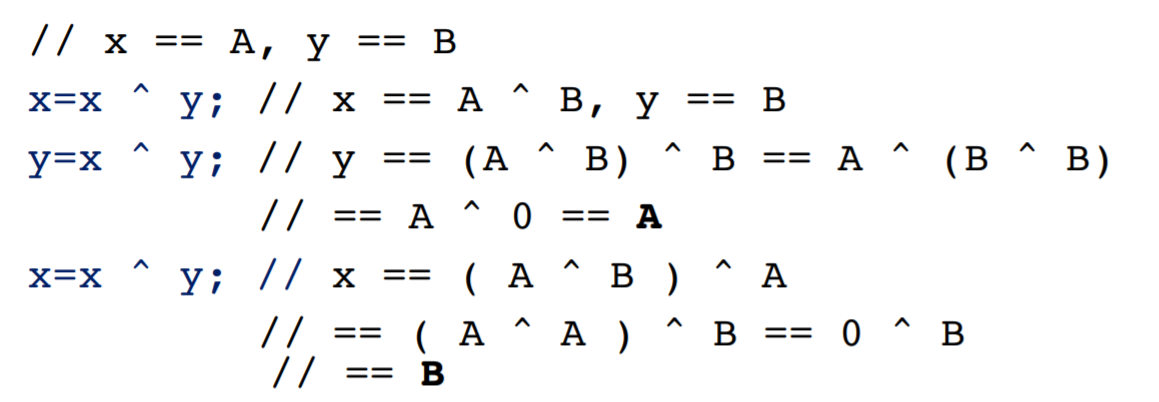 // x == A, y == B
x=x ^ y; // x == A ^ B, y == B
y=x ^ y; // y == (A ^ B) ^ B == A ^ (B ^ B)
// == A ^ 0 == A
x=x ^ y; // x == ( A ^ B ) ^ A
// == ( A ^ A ) ^ B == 0 ^ B
// == B